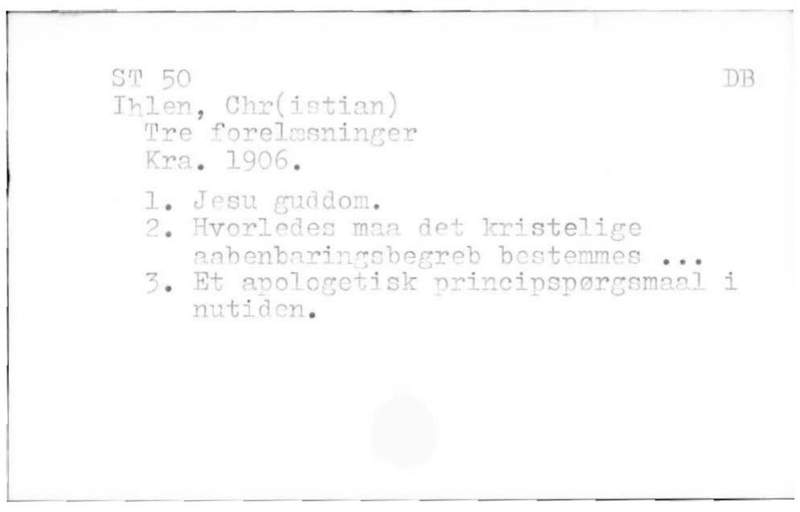 ST 50 DB
Ihlen, Chr(istian)
Tre forelæsninger
Kra. 1906.
1. Jesu guddom.
2. Hvorledes maa det kristelige
aabenbaringsbegreb bestemmes ...
3. Et apologetisk principspørgsmaal i
nutiden.